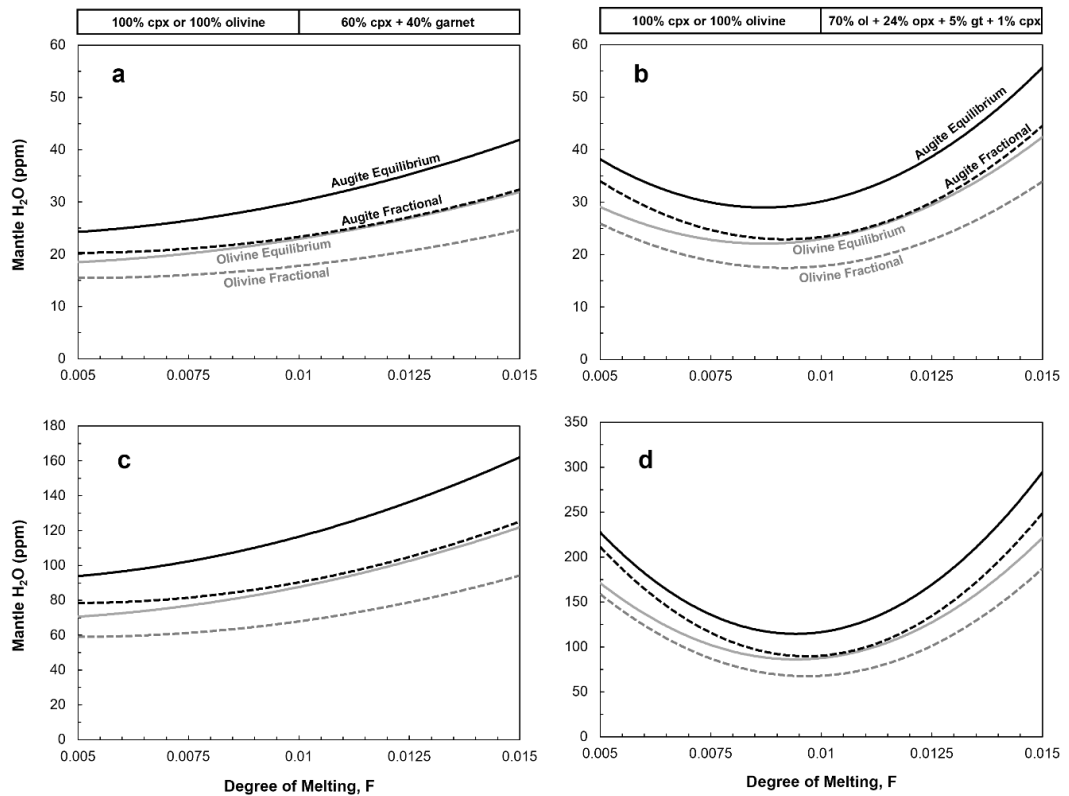 100% cpx or 100% olivine 60% cpx + 40% garnet
a
Mantle H₂O (ppm)
60
50
40
30
20
10
0
Augite Equilibrium
Augite Fractional
Olivine Equilibrium
Olivine Fractional
0.005 0.0075 0.01 0.0125 0.015
100% cpx or 100% olivine 70% ol + 24% opx + 5% gt + 1% cpx
b
60
50
40
30
20
10
0
Augite Equilibrium
Augite Fractional
Olivine Equilibrium
Olivine Fractional
0.005 0.0075 0.01 0.0125 0.015
c
Mantle H₂O (ppm)
180
160
140
120
100
80
60
40
20
0
0.005 0.0075 0.01 0.0125 0.015
Degree of Melting, F
d
350
300
250
200
150
100
50
0
0.005 0.0075 0.01 0.0125 0.015
Degree of Melting, F